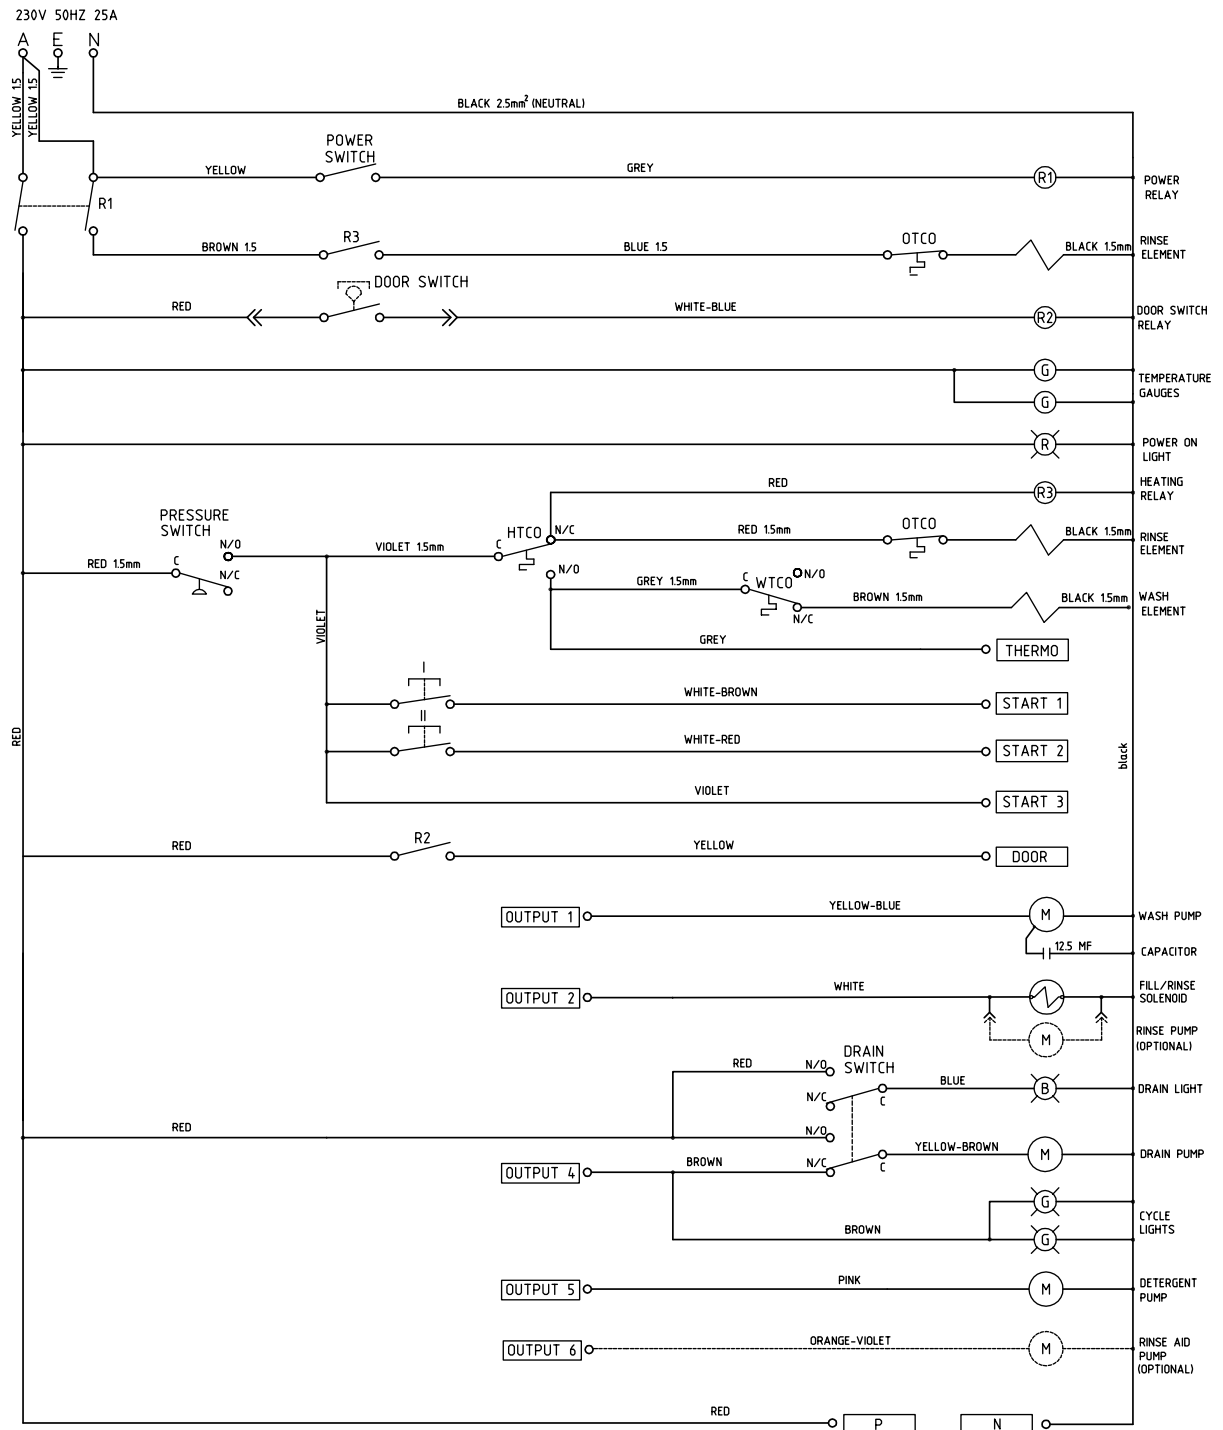 230V 50HZ 25A
A E N
YELLOW 1.5
YELLOW 1.5
BLACK 2.5mm² (NEUTRAL)
POWER
SWITCH
YELLOW
GREY
R1
POWER
RELAY
R1
BROWN 1.5
R3
BLUE 1.5
OTCO
BLACK 1.5mm
RINSE
ELEMENT
DOOR SWITCH
RED
WHITE-BLUE
R2
DOOR SWITCH
RELAY
G
G
TEMPERATURE
GAUGES
R
POWER ON
LIGHT
RED
R3
HEATING
RELAY
PRESSURE
SWITCH
RED 1.5mm
C
N/O
N/C
VIOLET 1.5mm
C
HTCO
N/C
N/O
RED 1.5mm
OTCO
BLACK 1.5mm
RINSE
ELEMENT
GREY 1.5mm
C
WTCO
N/O
N/C
BROWN 1.5mm
BLACK 1.5mm
WASH
ELEMENT
VIOLET
GREY
THERMO
I
WHITE-BROWN
START 1
II
WHITE-RED
START 2
RED
black
VIOLET
START 3
RED
R2
YELLOW
DOOR
OUTPUT 1
YELLOW-BLUE
M
WASH PUMP
12.5 MF
CAPACITOR
OUTPUT 2
WHITE
FILL/RINSE
SOLENOID
M
RINSE PUMP
(OPTIONAL)
DRAIN
SWITCH
RED
N/O
N/C
C
BLUE
B
DRAIN LIGHT
RED
N/O
OUTPUT 4
BROWN
N/C
C
YELLOW-BROWN
M
DRAIN PUMP
BROWN
G
G
CYCLE
LIGHTS
OUTPUT 5
PINK
M
DETERGENT
PUMP
OUTPUT 6
ORANGE-VIOLET
M
RINSE AID
PUMP
(OPTIONAL)
RED
P
N